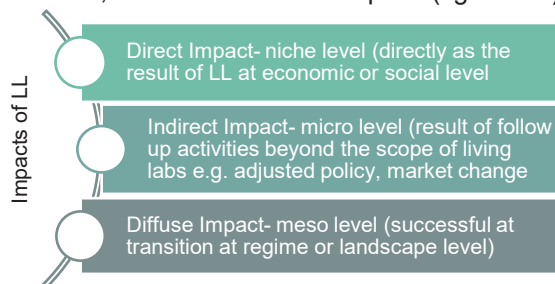 Impacts of LL
Direct Impact- niche level (directly as the
result of LL at economic or social level
Indirect Impact- micro level (result of follow
up activities beyond the scope of living
labs e.g. adjusted policy, market change
Diffuse Impact- meso level (successful at
transition at regime or landscape level)